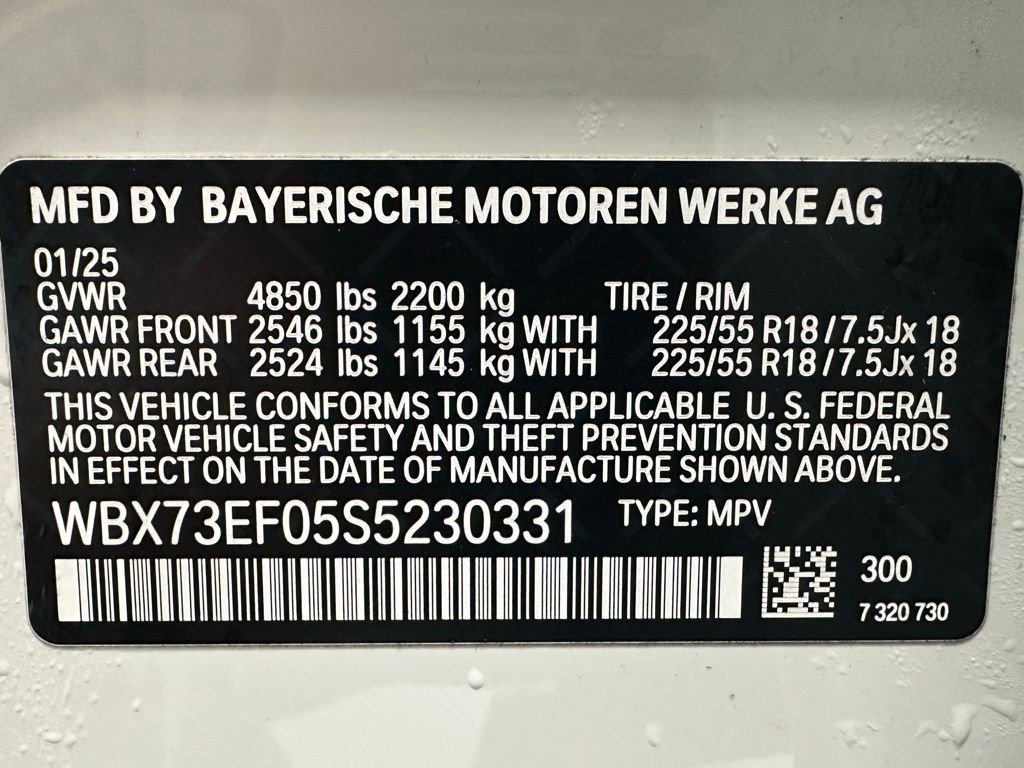 MFD BY BAYERISCHE MOTOREN WERKE AG
01/25
GVWR 4850 lbs 2200 kg TIRE / RIM
GAWR FRONT 2546 lbs 1155 kg WITH 225/55 R18 / 7.5Jx 18
GAWR REAR 2524 lbs 1145 kg WITH 225/55 R18 / 7.5Jx 18
THIS VEHICLE CONFORMS TO ALL APPLICABLE U. S. FEDERAL
MOTOR VEHICLE SAFETY AND THEFT PREVENTION STANDARDS
IN EFFECT ON THE DATE OF MANUFACTURE SHOWN ABOVE.
WBX73EF05S5230331 TYPE: MPV
300
7 320 730